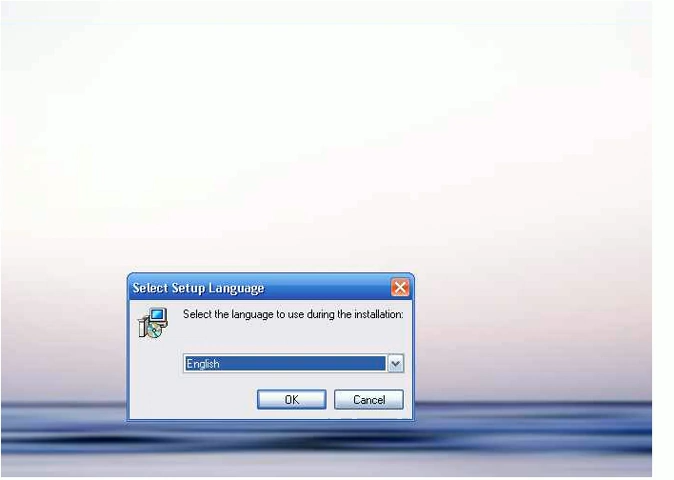 Select Setup Language
Select the language to use during the installation:
English
OK
Cancel